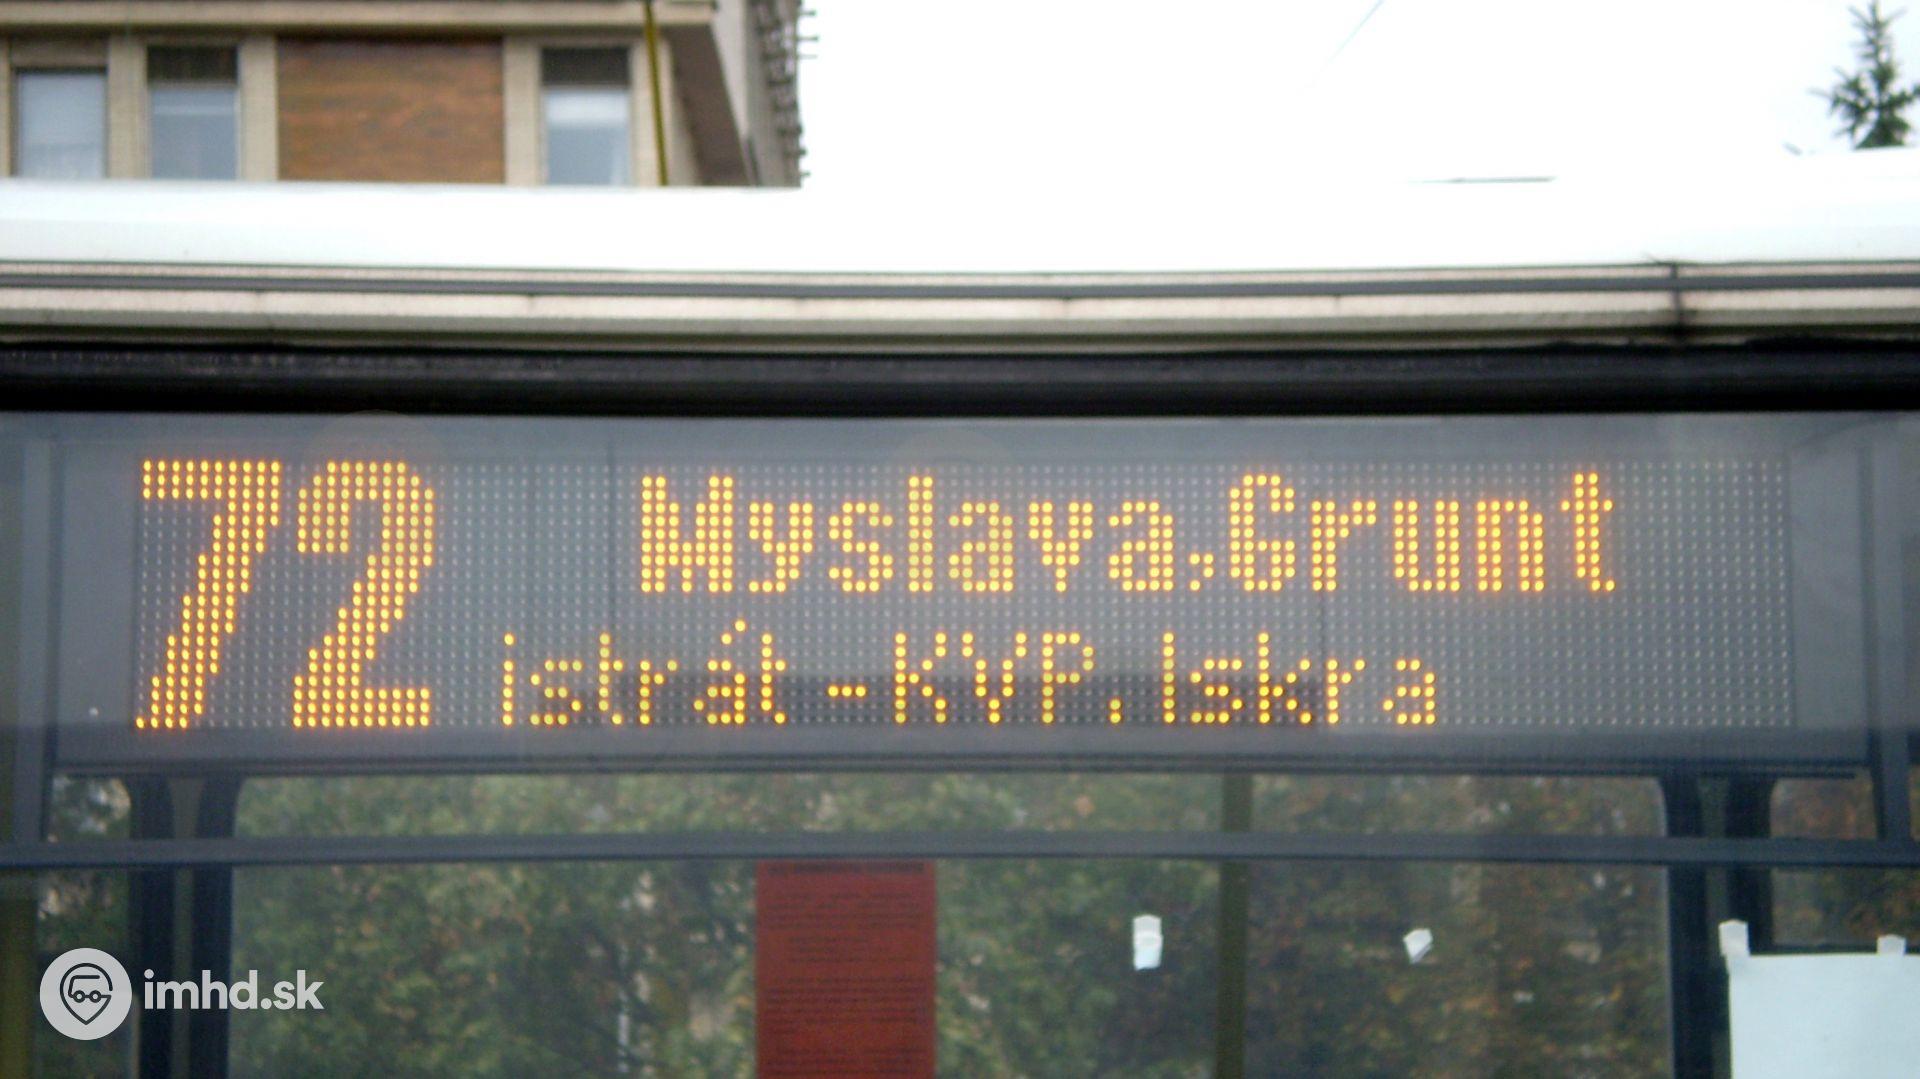 72 Myslava,Grunt
istrát-KVP,Iskra
imhd.sk